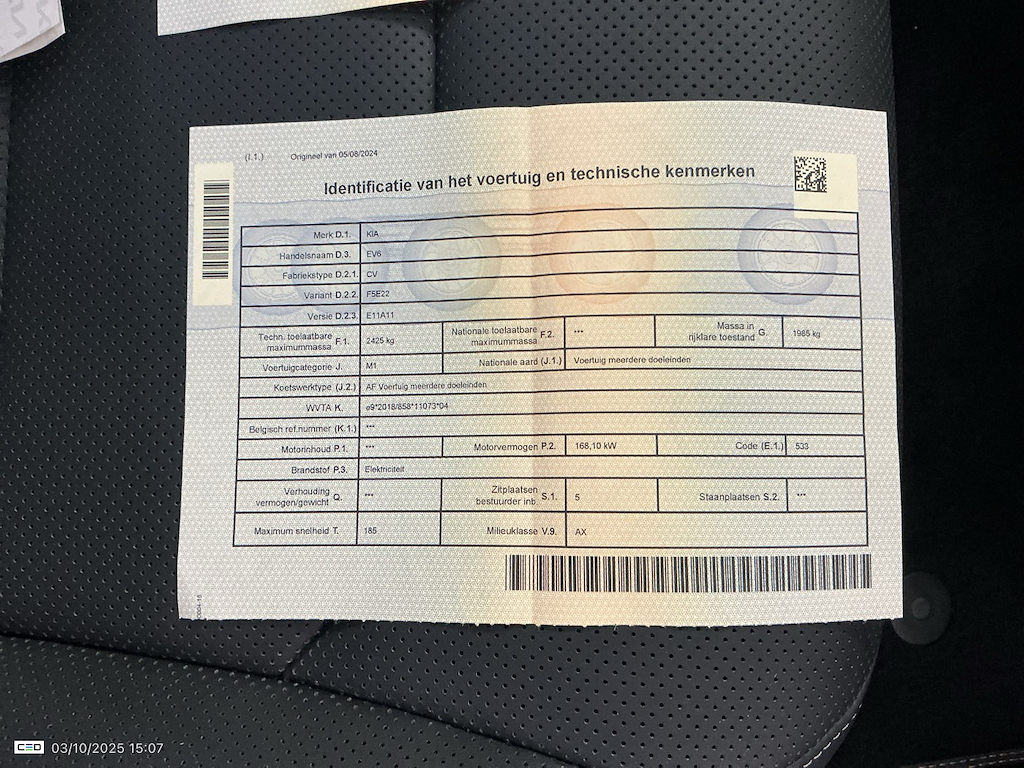 (I.1.) Origineel van 05/08/2024
Identificatie van het voertuig en technische kenmerken
Merk D.1. KIA
Handelsnaam D.3. EV6
Fabriekstype D.2.1. CV
Variant D.2.2. F5E22
Versie D.2.3. E11A11
Techn. toelaatbare maximummassa F.1. 2425 kg Nationale toelaatbare maximummassa F.2. *** Massa in rijklare toestand G. 1985 kg
Voertuigcategorie J. M1 Nationale aard (J.1.) Voertuig meerdere doeleinden
Koetswerktype (J.2.) AF Voertuig meerdere doeleinden
WVTA K. e9*2018/858*11073*04
Belgisch ref.nummer (K.1.) ***
Motorinhoud P.1. *** Motorvermogen P.2. 168,10 kW Code (E.1.) 533
Brandstof P.3. Elektriciteit
Verhouding vermogen/gewicht Q. *** Zitplaatsen bestuurder inb. S.1. 5 Staanplaatsen S.2. ***
Maximum snelheid T. 185 Milieuklasse V.9. AX
CEO 03/10/2025 15:07